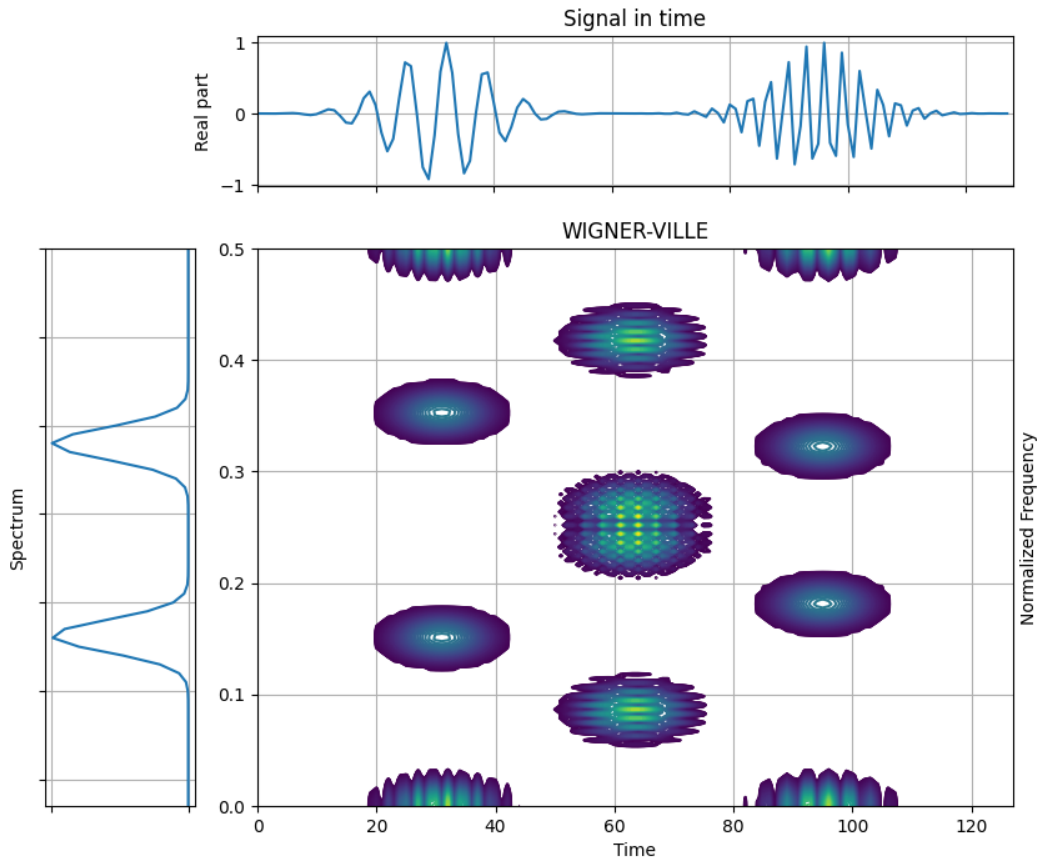 Signal in time
Real part
1
0
−1
WIGNER-VILLE
Spectrum
0.5
0.4
0.3
0.2
0.1
0.0
0 20 40 60 80 100 120
Time
Normalized Frequency